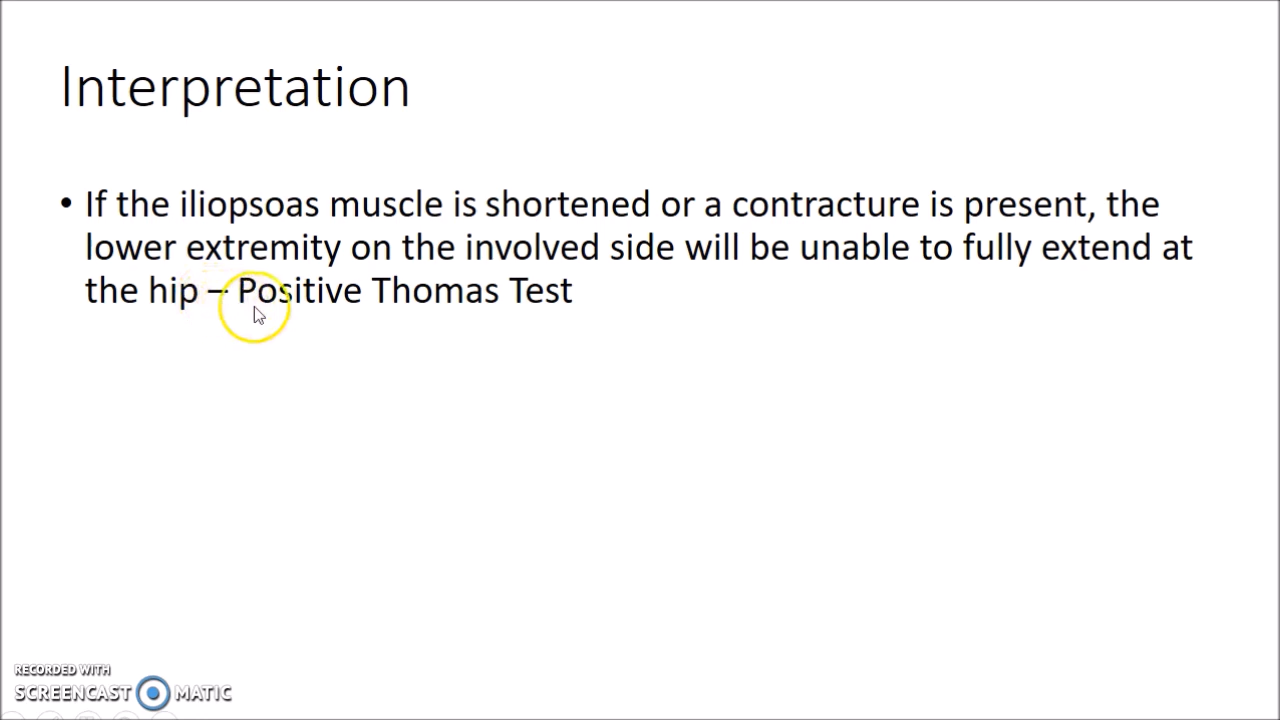 Interpretation
• If the iliopsoas muscle is shortened or a contracture is present, the
lower extremity on the involved side will be unable to fully extend at
the hip – Positive Thomas Test
RECORDED WITH
SCREENCAST MATIC